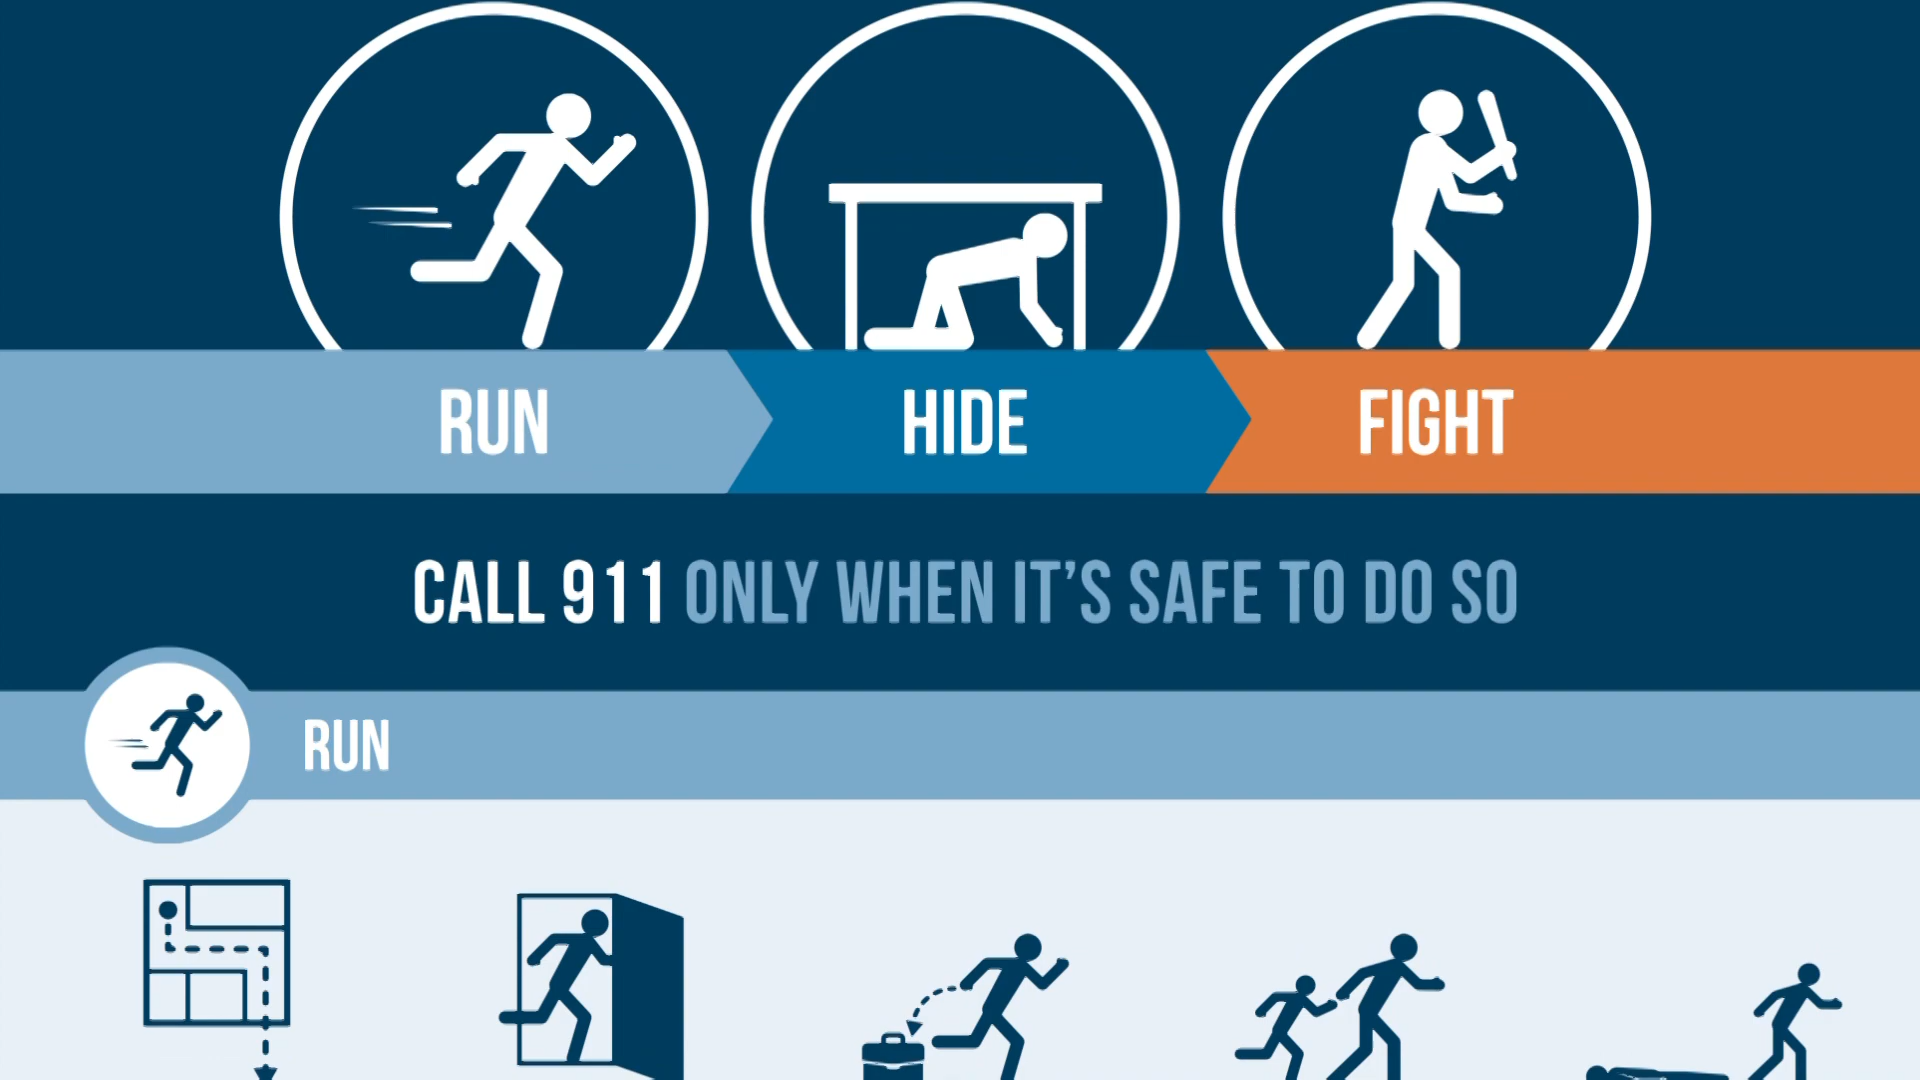 RUN
HIDE
FIGHT
CALL 911 ONLY WHEN IT'S SAFE TO DO SO
RUN